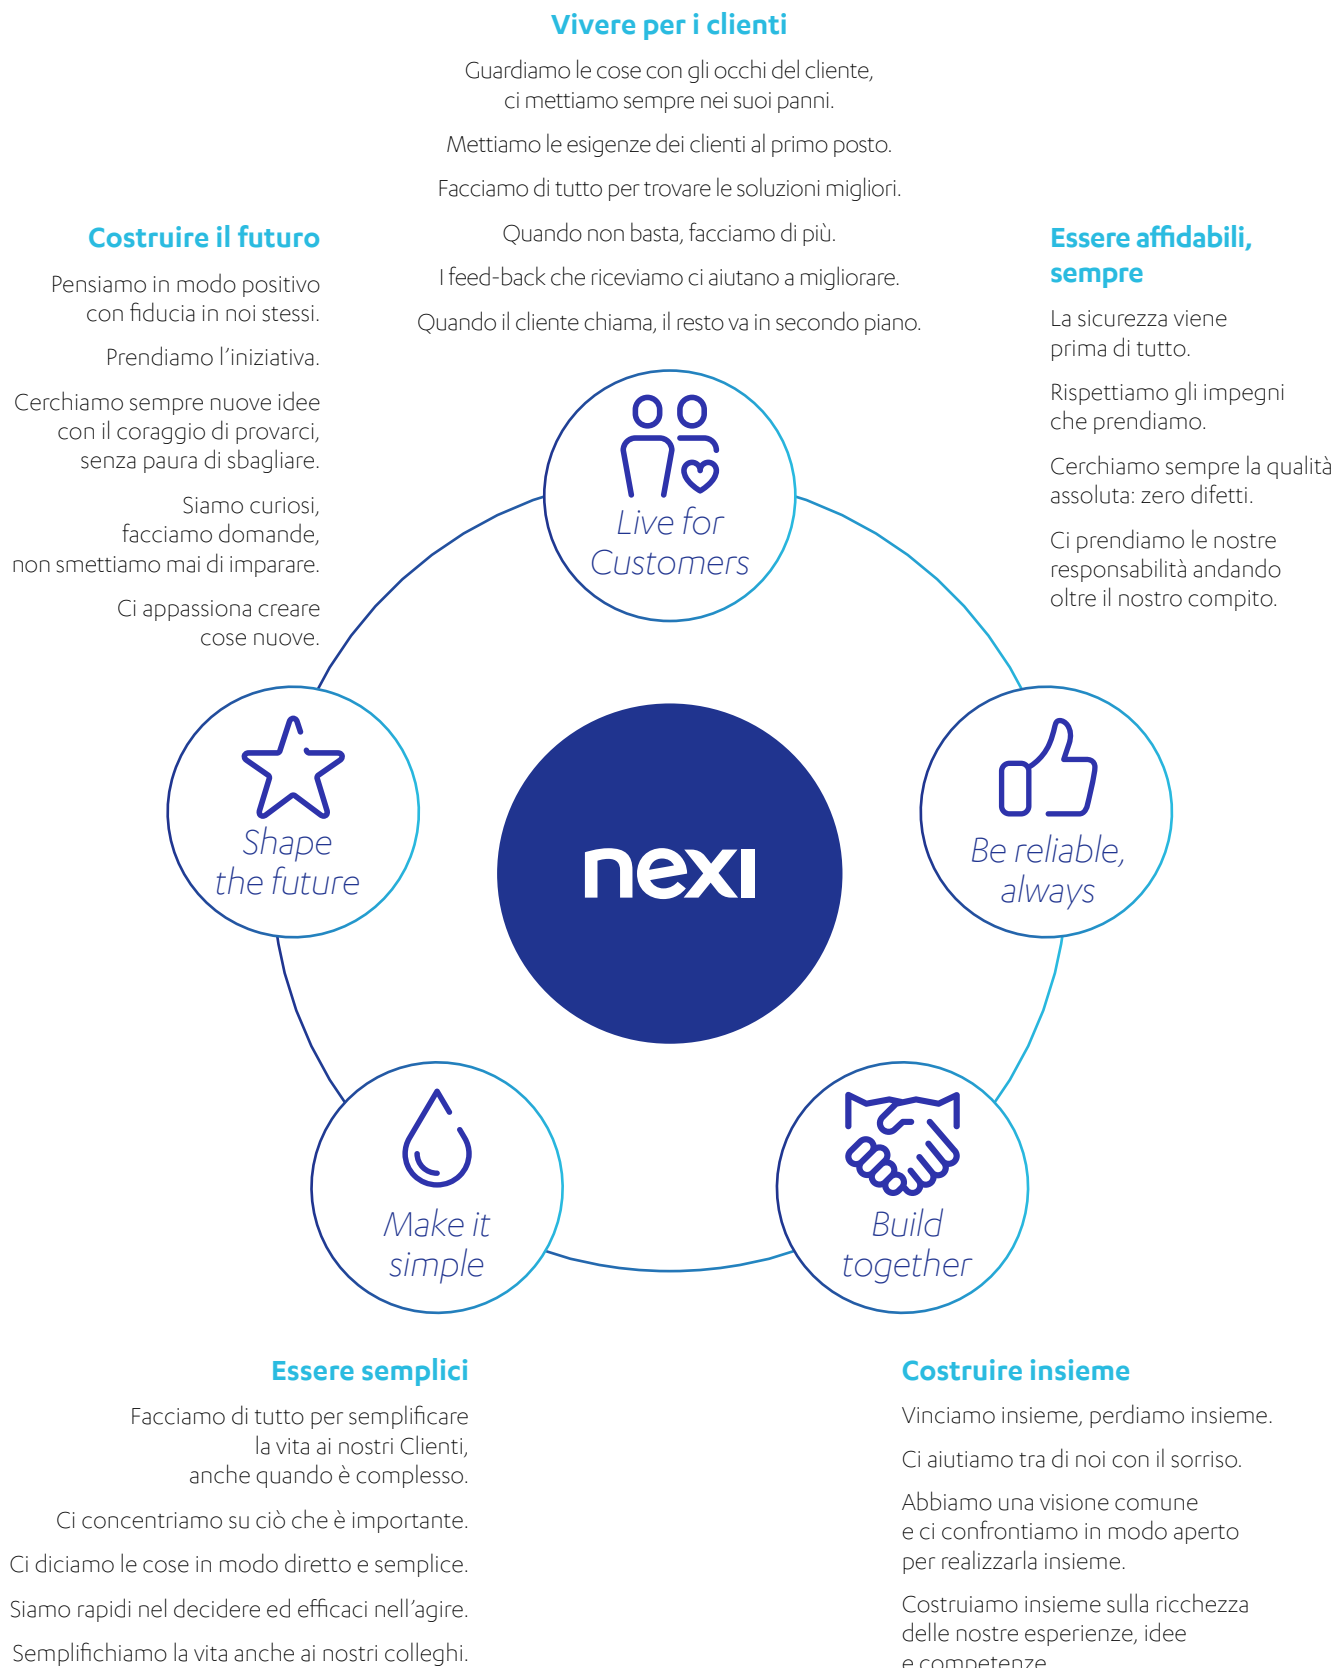 Vivere per i clienti
Guardiamo le cose con gli occhi del cliente,
ci mettiamo sempre nei suoi panni.
Mettiamo le esigenze dei clienti al primo posto.
Facciamo di tutto per trovare le soluzioni migliori.
Quando non basta, facciamo di più.
I feed-back che riceviamo ci aiutano a migliorare.
Quando il cliente chiama, il resto va in secondo piano.
Costruire il futuro
Pensiamo in modo positivo
con fiducia in noi stessi.
Prendiamo l'iniziativa.
Cerchiamo sempre nuove idee
con il coraggio di provarci,
senza paura di sbagliare.
Siamo curiosi,
facciamo domande,
non smettiamo mai di imparare.
Ci appassiona creare
cose nuove.
Essere affidabili,
sempre
La sicurezza viene
prima di tutto.
Rispettiamo gli impegni
che prendiamo.
Cerchiamo sempre la qualità
assoluta: zero difetti.
Ci prendiamo le nostre
responsabilità andando
oltre il nostro compito.
Live for
Customers
Shape
the future
nexi
Be reliable,
always
Make it
simple
Build
together
Essere semplici
Facciamo di tutto per semplificare
la vita ai nostri Clienti,
anche quando è complesso.
Ci concentriamo su ciò che è importante.
Ci diciamo le cose in modo diretto e semplice.
Siamo rapidi nel decidere ed efficaci nell'agire.
Semplifichiamo la vita anche ai nostri colleghi.
Costruire insieme
Vinciamo insieme, perdiamo insieme.
Ci aiutiamo tra di noi con il sorriso.
Abbiamo una visione comune
e ci confrontiamo in modo aperto
per realizzarla insieme.
Costruiamo insieme sulla ricchezza
delle nostre esperienze, idee
e competenze